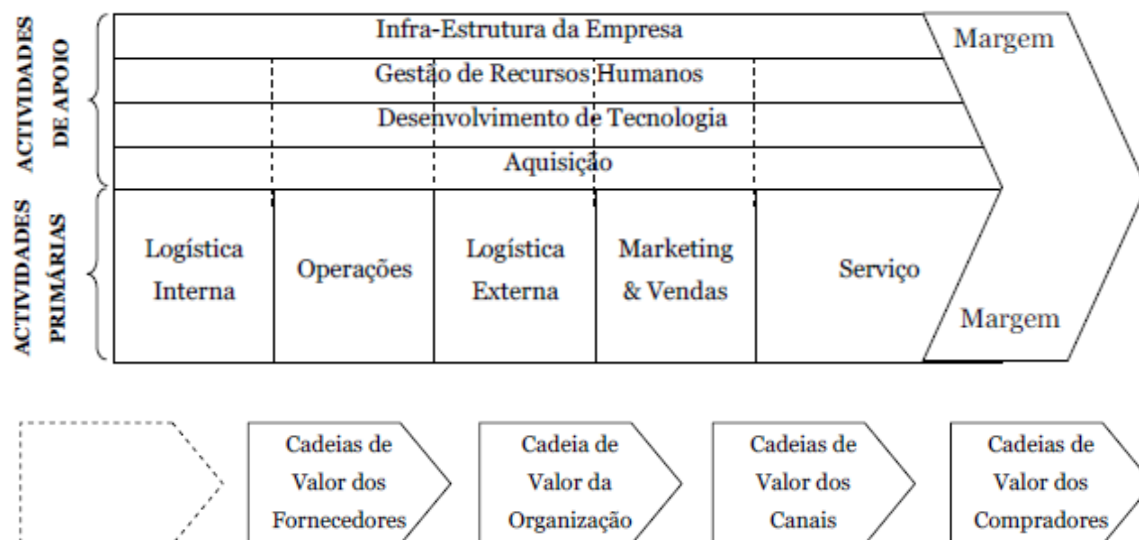 ACTIVIDADES
DE APOIO
Infra-Estrutura da Empresa
Gestão de Recursos Humanos
Desenvolvimento de Tecnologia
Aquisição
Margem
ACTIVIDADES
PRIMÁRIAS
Logística
Interna
Operações
Logística
Externa
Marketing
& Vendas
Serviço
Margem
Cadeias de
Valor dos
Fornecedores
Cadeia de
Valor da
Organização
Cadeias de
Valor dos
Canais
Cadeias de
Valor dos
Compradores